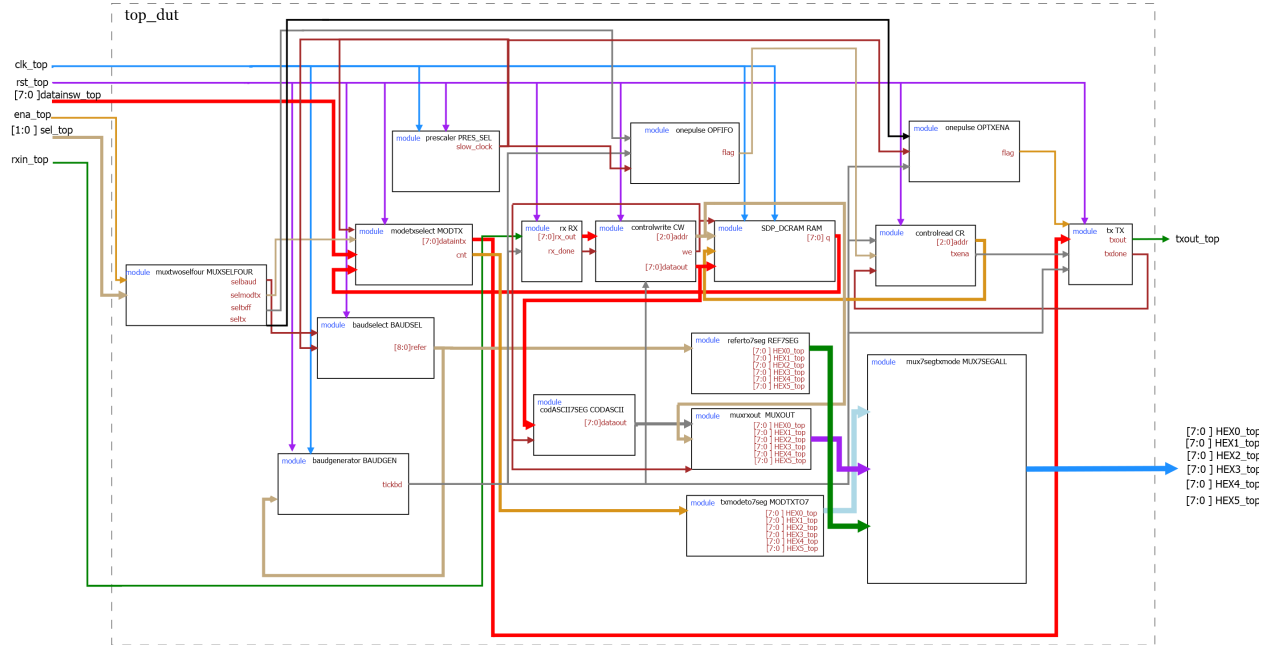 top_dut
clk_top
rst_top
[7:0 ]datainsw_top
ena_top
[1:0 ] sel_top
rxin_top
module prescaler PRES_SEL
slow_clock
module onepulse OPFIFO
flag
module onepulse OPTXENA
flag
module
modetxselect MODTX
[7:0]dataintx
cnt
module
rx RX
[7:0]rx_out
rx_done
module
controlwrite CW
[2:0]addr
we
[7:0]dataout
module
SDP_DCRAM RAM
[7:0] q
module
controlread CR
[2:0]addr
txena
module
tx TX
txout
txdone
txout_top
module muxtwoselfour MUXSELFOUR
selbaud
selmodtx
seltxff
seltx
module
baudselect BAUDSEL
[8:0]refer
module
referto7seg REF7SEG
[7:0 ] HEX0_top
[7:0 ] HEX1_top
[7:0 ] HEX2_top
[7:0 ] HEX3_top
[7:0 ] HEX4_top
[7:0 ] HEX5_top
module mux7segtxmode MUX7SEGALL
module
codASCII7SEG CODASCII
[7:0]dataout
module
muxrxout MUXOUT
[7:0 ] HEX0_top
[7:0 ] HEX1_top
[7:0 ] HEX2_top
[7:0 ] HEX3_top
[7:0 ] HEX4_top
[7:0 ] HEX5_top
[7:0 ] HEX0_top
[7:0 ] HEX1_top
[7:0 ] HEX2_top
[7:0 ] HEX3_top
[7:0 ] HEX4_top
[7:0 ] HEX5_top
module baudgenerator BAUDGEN
tickbd
module txmodeto7seg MODTXTO7
[7:0 ] HEX0_top
[7:0 ] HEX1_top
[7:0 ] HEX2_top
[7:0 ] HEX3_top
[7:0 ] HEX4_top
[7:0 ] HEX5_top